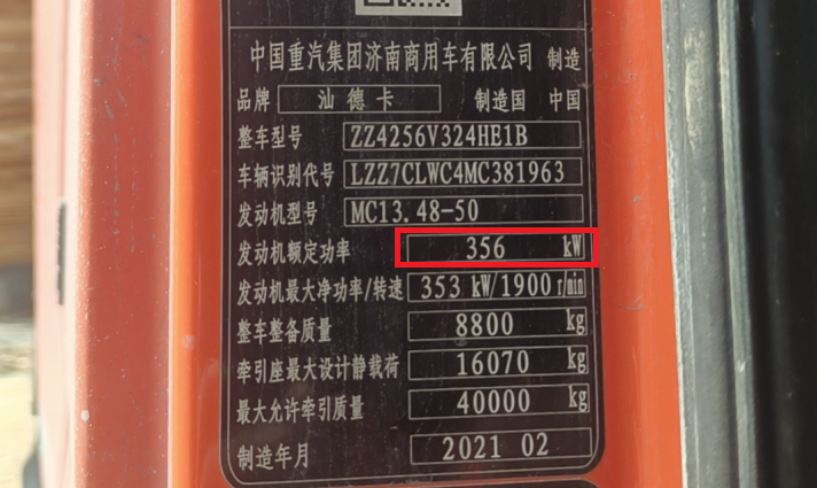 中国重汽集团济南商用车有限公司 制造
品牌 汕德卡 制造国 中国
整车型号 ZZ4256V324HE1B
车辆识别代号 LZZ7CLWC4MC381963
发动机型号 MC13.48-50
发动机额定功率 356 kW
发动机最大净功率/转速 353 kW/1900 r/min
整车整备质量 8800 kg
牵引座最大设计静载荷 16070 kg
最大允许牵引质量 40000 kg
制造年月 2021 02